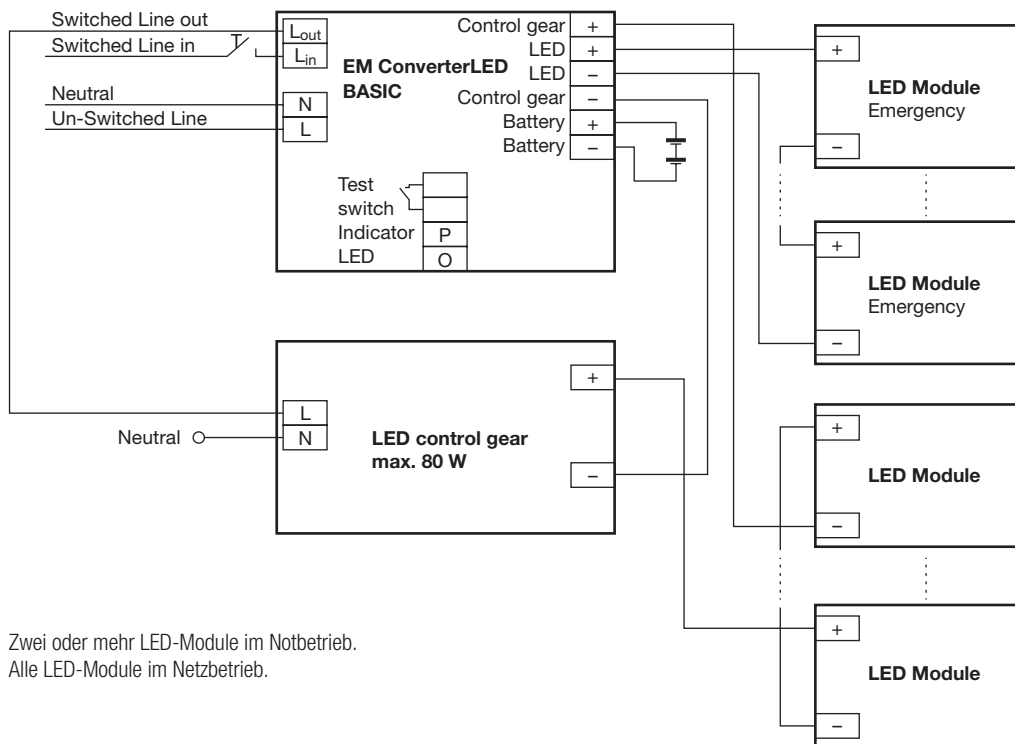 Switched Line out
Switched Line in
Neutral
Un-Switched Line
Lout
Lin
N
L
EM ConverterLED
BASIC
Control gear +
LED +
LED –
Control gear –
Battery +
Battery –
Test
switch
Indicator P
LED O
+
LED Module
Emergency
–
+
LED Module
Emergency
–
L
Neutral N
LED control gear
max. 80 W
+
–
+
LED Module
–
+
LED Module
–
Zwei oder mehr LED-Module im Notbetrieb.
Alle LED-Module im Netzbetrieb.